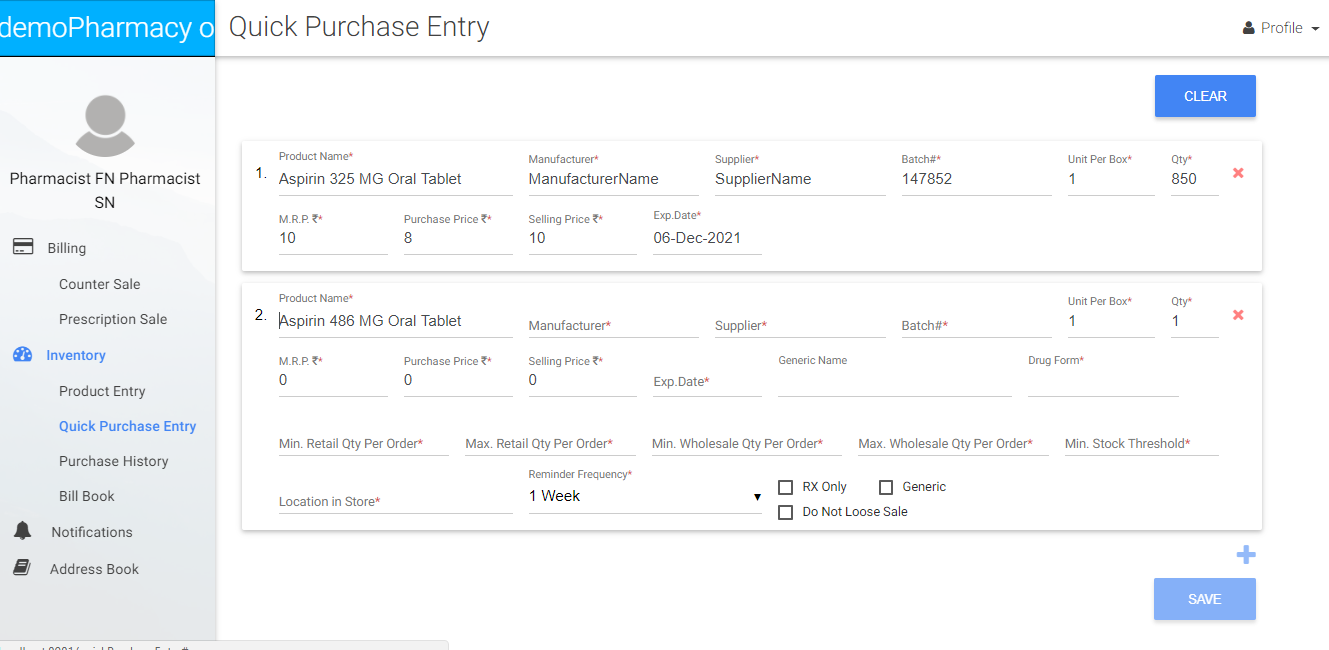 demoPharmacy o
Quick Purchase Entry
Profile
Pharmacist FN Pharmacist
SN
Billing
Counter Sale
Prescription Sale
Inventory
Product Entry
Quick Purchase Entry
Purchase History
Bill Book
Notifications
Address Book
CLEAR
1.
Product Name* Manufacturer* Supplier* Batch#* Unit Per Box* Qty*
Aspirin 325 MG Oral Tablet ManufacturerName SupplierName 147852 1 850
M.R.P. ₹* Purchase Price ₹* Selling Price ₹* Exp.Date*
10 8 10 06-Dec-2021
2.
Product Name* Unit Per Box* Qty*
Aspirin 486 MG Oral Tablet Manufacturer* Supplier* Batch#* 1 1
M.R.P. ₹* Purchase Price ₹* Selling Price ₹* Generic Name Drug Form*
0 0 0 Exp.Date*
Min. Retail Qty Per Order* Max. Retail Qty Per Order* Min. Wholesale Qty Per Order* Max. Wholesale Qty Per Order* Min. Stock Threshold*
Reminder Frequency*
Location in Store* 1 Week RX Only Generic
Do Not Loose Sale
SAVE